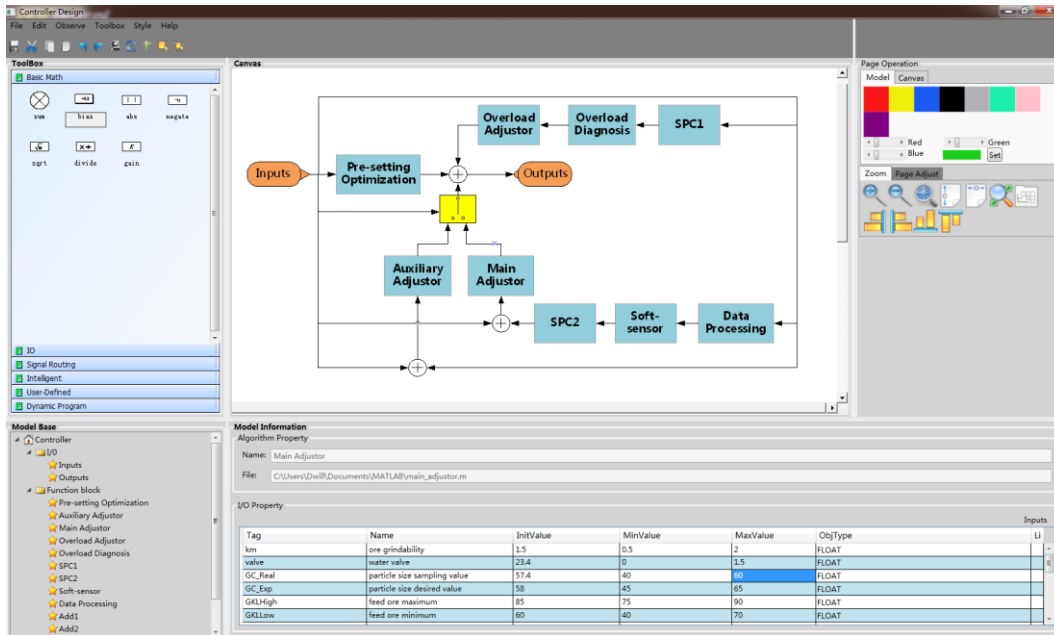 Controller Design
File Edit Observe Toolbox Style Help
ToolBox
Basic Math
sum bias abs negate
sqrt divide gain
IO
Signal Routing
Intelligent
User-Defined
Dynamic Program
Canvas
Overload Adjustor
Overload Diagnosis
SPC1
Inputs
Pre-setting Optimization
Outputs
Auxiliary Adjustor
Main Adjustor
SPC2
Soft-sensor
Data Processing
Page Operation
Model Canvas
Red Green
Blue Set
Zoom Page Adjust
Model Base
Controller
I/O
Inputs
Outputs
Function block
Pre-setting Optimization
Auxiliary Adjustor
Main Adjustor
Overload Adjustor
Overload Diagnosis
SPC1
SPC2
Soft-sensor
Data Processing
Add1
Add2
Model Information
Algorithm Property
Name: Main Adjustor
File: C:\Users\Dwill\Documents\MATLAB\main_adjustor.m
I/O Property
Inputs
Tag Name InitValue MinValue MaxValue ObjType Li
km ore grindability 1.5 0.5 2 FLOAT
valve water valve 23.4 0 1.5 FLOAT
GC_Real particle size sampling value 57.4 40 60 FLOAT
GC_Exp particle size desired value 58 45 65 FLOAT
GKLHigh feed ore maximum 85 75 90 FLOAT
GKLLow feed ore minimum 60 40 70 FLOAT